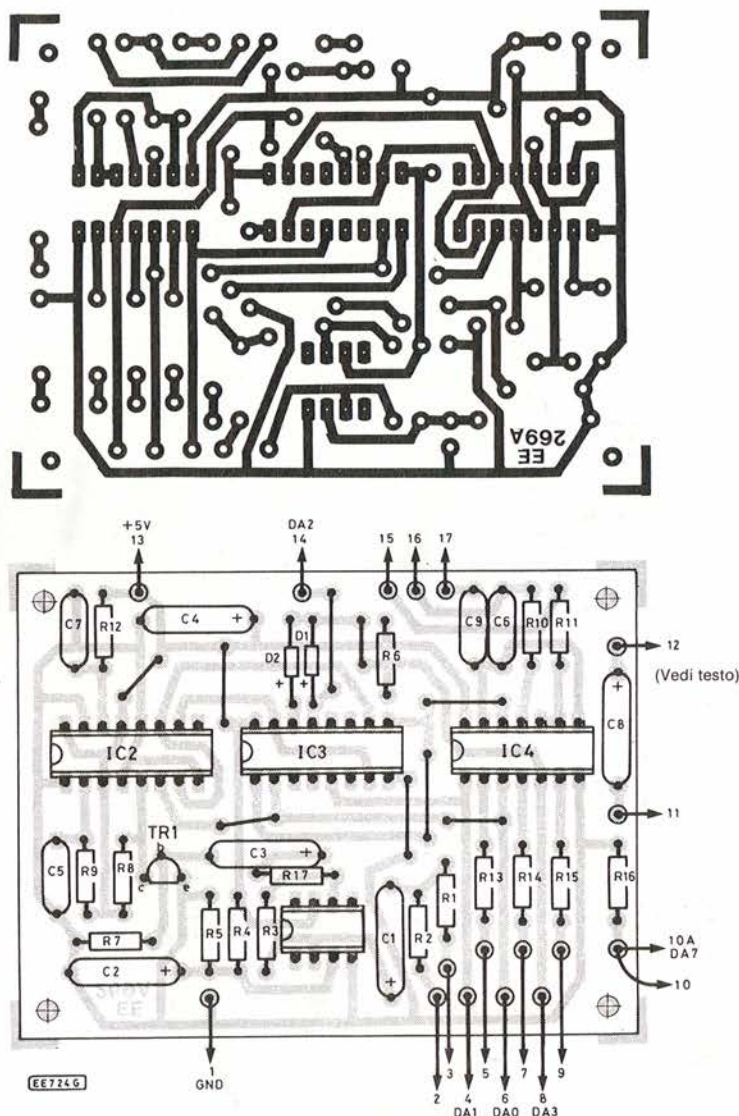 EE
269A
+5V
13
DA2
14
15
16
17
C7
R12
C4
+
D2
D1
+
+
R6
C9
C6
R10
R11
12
(Vedi testo)
+
C8
IC2
IC3
IC4
11
TR1
b
c
e
C5
R9
R8
C3
+
R17
R7
C2
+
R5
R4
R3
C1
+
R2
R1
R13
R14
R15
R16
10A
DA7
10
269A
EE
1
GND
2
3
4
DA1
5
6
DA0
7
8
DA3
9
EE724G